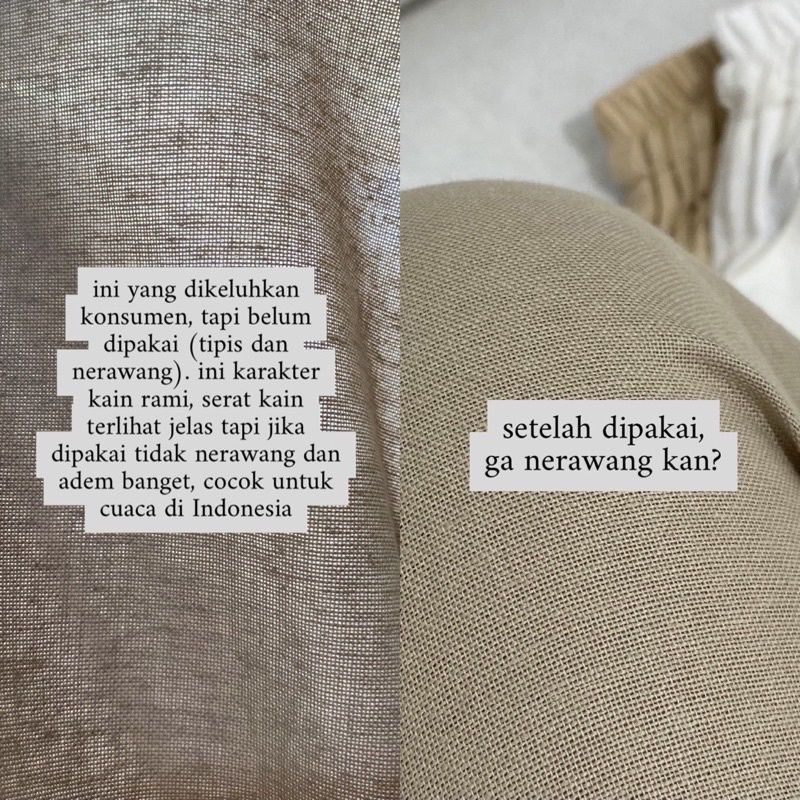 ini yang dikeluhkan
konsumen, tapi belum
dipakai (tipis dan
nerawang). ini karakter
kain rami, serat kain
terlihat jelas tapi jika
dipakai tidak nerawang dan
adem banget, cocok untuk
cuaca di Indonesia
setelah dipakai,
ga nerawang kan?